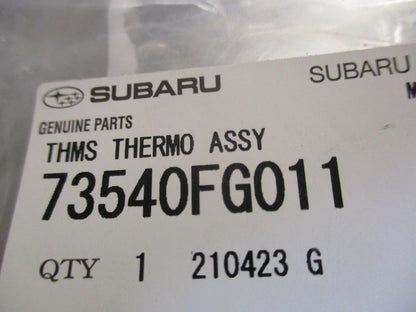 SUBARU SUBARU
GENUINE PARTS
THMS THERMO ASSY
73540FG011
QTY 1 210423 G